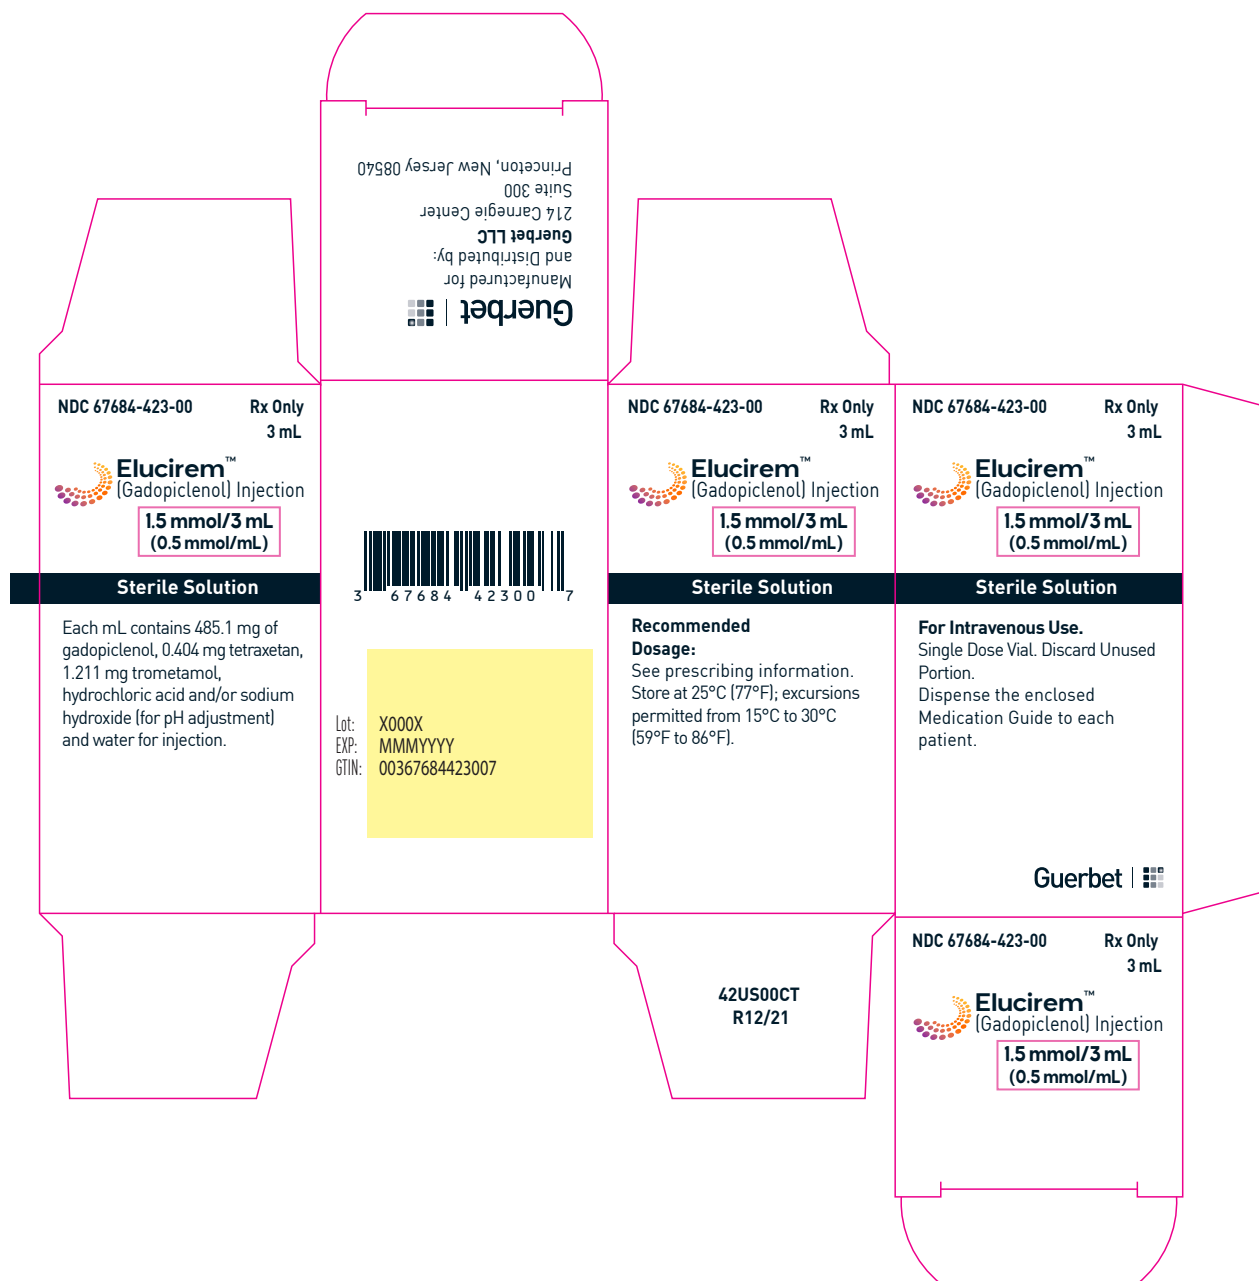 Guerbet
Manufactured for
and Distributed by:
Guerbet LLC
214 Carnegie Center
Suite 300
Princeton, New Jersey 08540
NDC 67684-423-00 Rx Only
3 mL
Elucirem™
(Gadopiclenol) Injection
1.5 mmol/3 mL
(0.5 mmol/mL)
Sterile Solution
Each mL contains 485.1 mg of
gadopiclenol, 0.404 mg tetraxetan,
1.211 mg trometamol,
hydrochloric acid and/or sodium
hydroxide (for pH adjustment)
and water for injection.
3 67684 42300 7
Lot: X000X
EXP: MMMYYYY
GTIN: 00367684423007
NDC 67684-423-00 Rx Only
3 mL
Elucirem™
(Gadopiclenol) Injection
1.5 mmol/3 mL
(0.5 mmol/mL)
Sterile Solution
Recommended
Dosage:
See prescribing information.
Store at 25°C (77°F); excursions
permitted from 15°C to 30°C
(59°F to 86°F).
42US00CT
R12/21
NDC 67684-423-00 Rx Only
3 mL
Elucirem™
(Gadopiclenol) Injection
1.5 mmol/3 mL
(0.5 mmol/mL)
Sterile Solution
For Intravenous Use.
Single Dose Vial. Discard Unused
Portion.
Dispense the enclosed
Medication Guide to each
patient.
Guerbet
NDC 67684-423-00 Rx Only
3 mL
Elucirem™
(Gadopiclenol) Injection
1.5 mmol/3 mL
(0.5 mmol/mL)